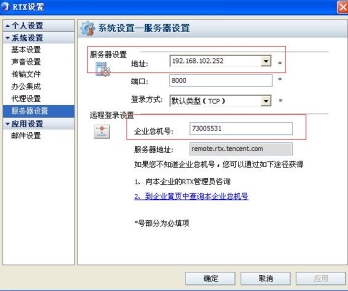 RTX设置
个人设置
系统设置
基本设置
声音设置
传输文件
办公集成
代理设置
服务器设置
应用设置
邮件设置
系统设置—服务器设置
服务器设置
地址: 192.168.102.252 *
端口: 8000 *
登录方式: 默认类型(TCP) *
远程登录设置
企业总机号: 73005531
服务器地址: remote.rtx.tencent.com
如果您不知道企业总机号,您可以通过如下途径获得
1、向本企业的RTX管理员咨询
2、到企业黄页中查询本企业总机号
*号部分为必填项
确定 取消 应用